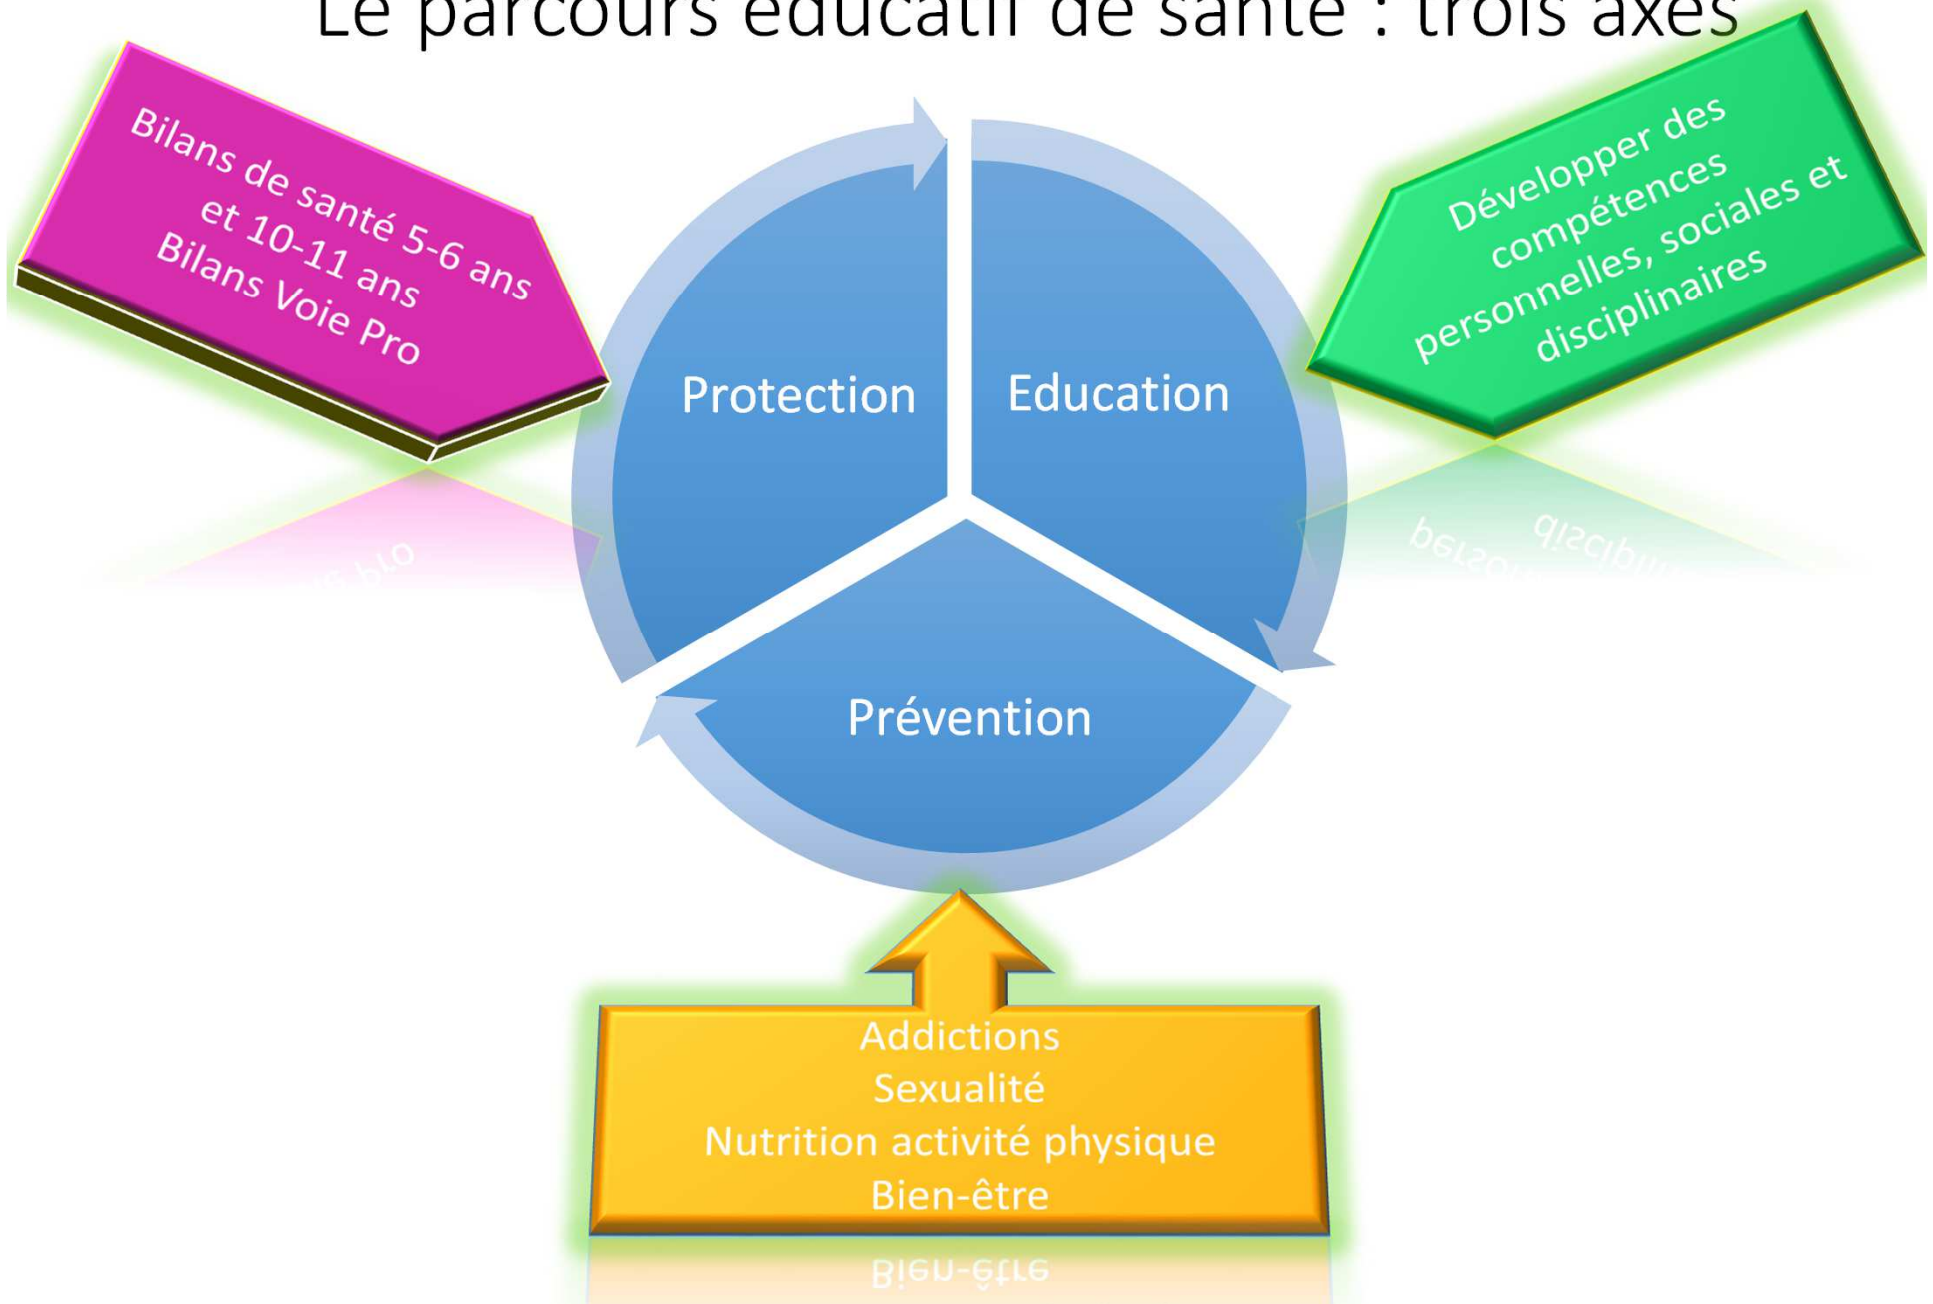 Le parcours éducatif de santé : trois axes
Bilans de santé 5-6 ans
et 10-11 ans
Bilans Voie Pro
Développer des
compétences
personnelles, sociales et
disciplinaires
Protection
Education
Prévention
Addictions
Sexualité
Nutrition activité physique
Bien-être